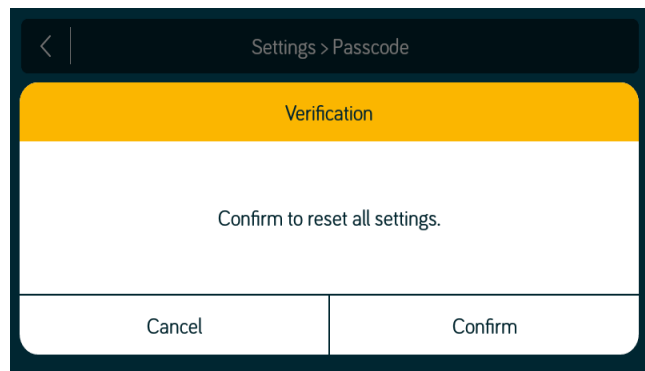 Settings > Passcode
Verification
Confirm to reset all settings.
Cancel
Confirm